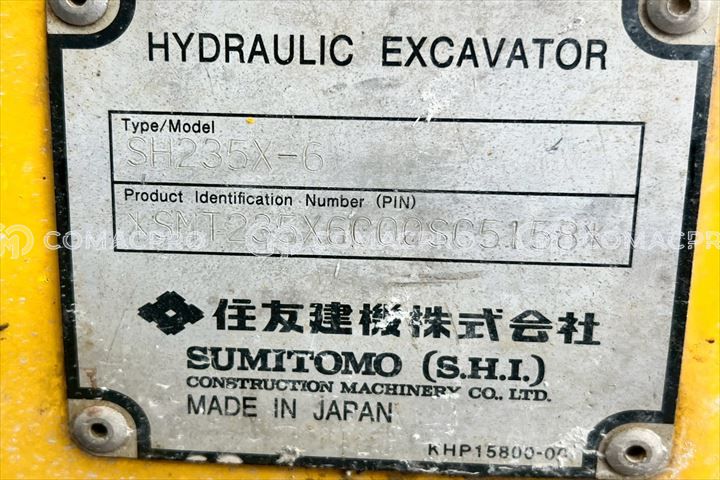 HYDRAULIC EXCAVATOR
Type/Model
SH235X-6
Product Identification Number (PIN)
COMACPRO
住友建機株式会社
SUMITOMO (S.H.I.)
CONSTRUCTION MACHINERY CO., LTD.
MADE IN JAPAN